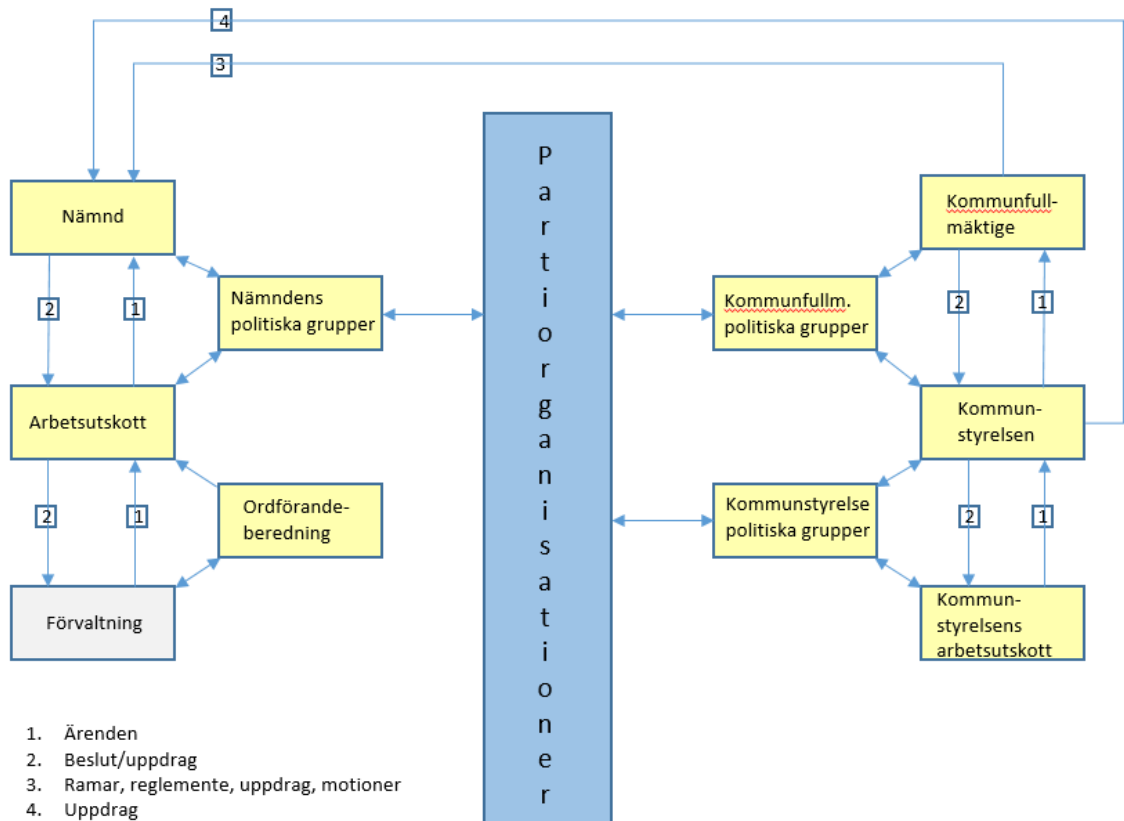 4
3
Nämnd
2
1
Nämndens
politiska grupper
Arbetsutskott
2
1
Ordförande-
beredning
Förvaltning
Partiorganisationer
Kommunfull-
mäktige
Kommunfullm.
politiska grupper
2
1
Kommun-
styrelsen
Kommunstyrelse
politiska grupper
2
1
Kommun-
styrelsens
arbetsutskott
1. Ärenden
2. Beslut/uppdrag
3. Ramar, reglemente, uppdrag, motioner
4. Uppdrag